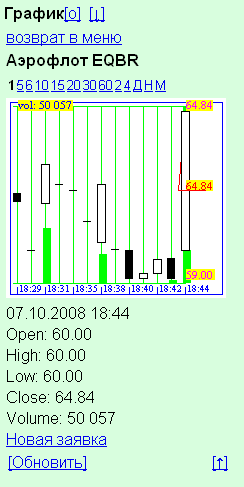 График[o] [↓]
возврат в меню
Аэрофлот EQBR
1 5 6 10 15 20 30 60 2 4 Д Н М
vol: 50 057
64.84
64.84
59.00
18:29 18:31 18:35 18:38 18:40 18:42 18:44
07.10.2008 18:44
Open: 60.00
High: 60.00
Low: 60.00
Close: 64.84
Volume: 50 057
Новая заявка
[Обновить] [↑]